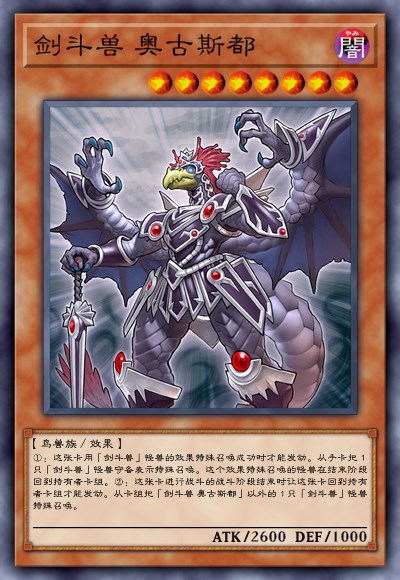 剑斗兽 奥古斯都
やみ
闇
【鸟兽族／效果】
①：这张卡用「剑斗兽」怪兽的效果特殊召唤成功时才能发动。从手卡把１
只「剑斗兽」怪兽守备表示特殊召唤。这个效果特殊召唤的怪兽在结束阶段
回到持有者卡组。②：这张卡进行战斗的战斗阶段结束时让这张卡回到持有
者卡组才能发动。从卡组把「剑斗兽 奥古斯都」以外的１只「剑斗兽」怪兽
特殊召唤。
ATK/2600 DEF/1000